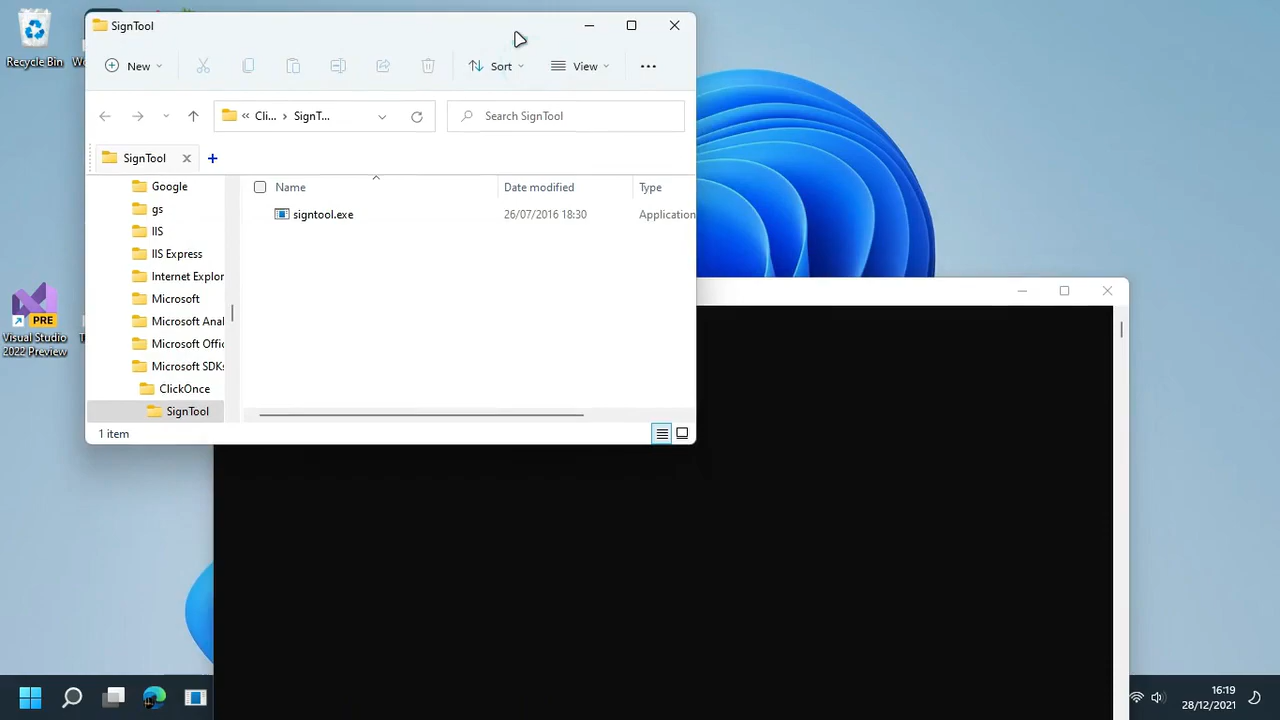 SignTool
Recycle Bin
New
Sort
View
Cli...
SignT...
Search SignTool
SignTool
Google
gs
IIS
IIS Express
Internet Explor
Microsoft
Microsoft Anal
Microsoft Offic
Microsoft SDKs
ClickOnce
SignTool
Name
Date modified
Type
signtool.exe
26/07/2016 18:30
Application
1 item
PRE
Visual Studio
2022 Preview
16:19
28/12/2021